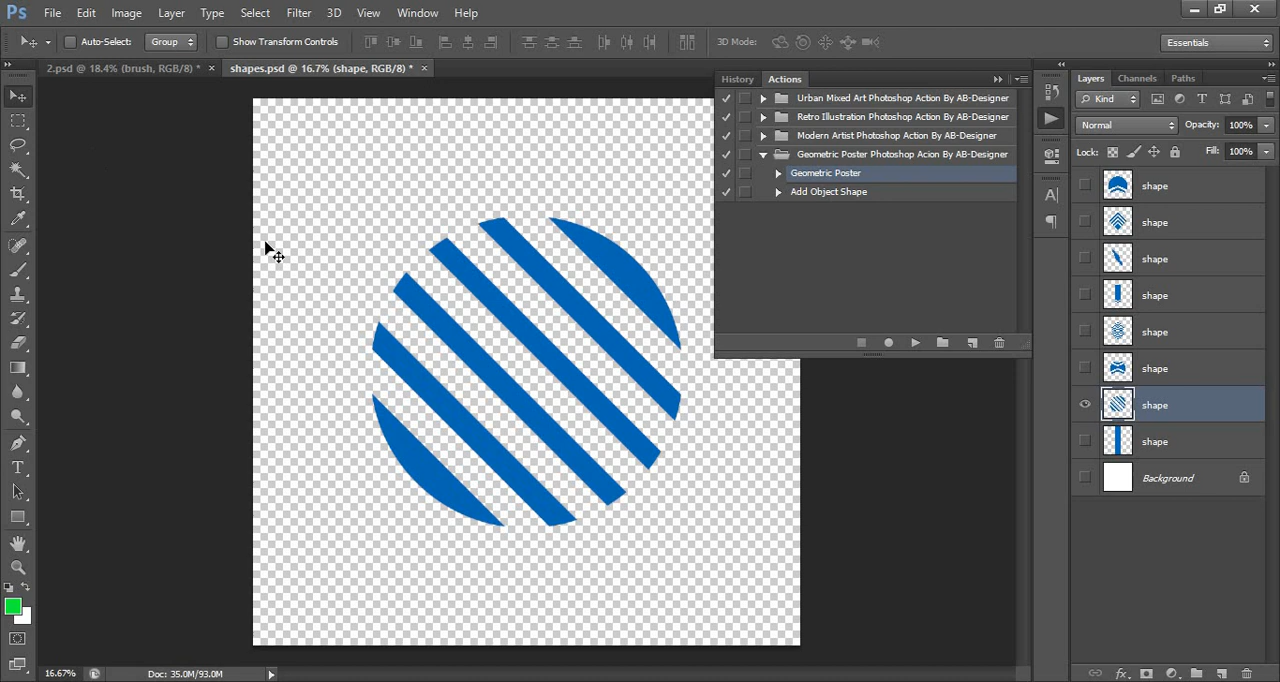 Ps File Edit Image Layer Type Select Filter 3D View Window Help
Auto-Select: Group Show Transform Controls 3D Mode: Essentials
2.psd @ 18.4% (brush, RGB/8) * × shapes.psd @ 16.7% (shape, RGB/8) * ×
History Actions
Urban Mixed Art Photoshop Action By AB-Designer
Retro Illustration Photoshop Action By AB-Designer
Modern Artist Photoshop Action By AB-Designer
Geometric Poster Photoshop Acion By AB-Designer
Geometric Poster
Add Object Shape
Layers Channels Paths
Kind
Normal Opacity: 100%
Lock: Fill: 100%
shape
shape
shape
shape
shape
shape
shape
shape
Background
16.67% Doc: 35.0M/93.0M